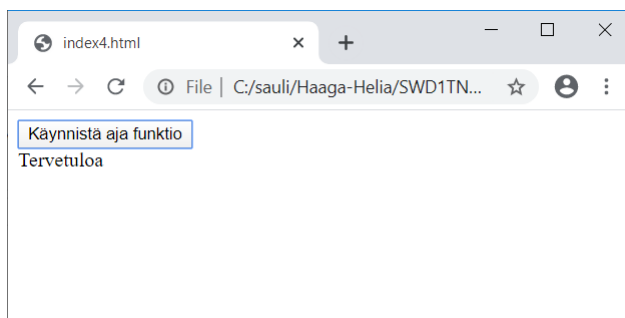 index4.html
File | C:/sauli/Haaga-Helia/SWD1TN...
Käynnistä aja funktio
Tervetuloa